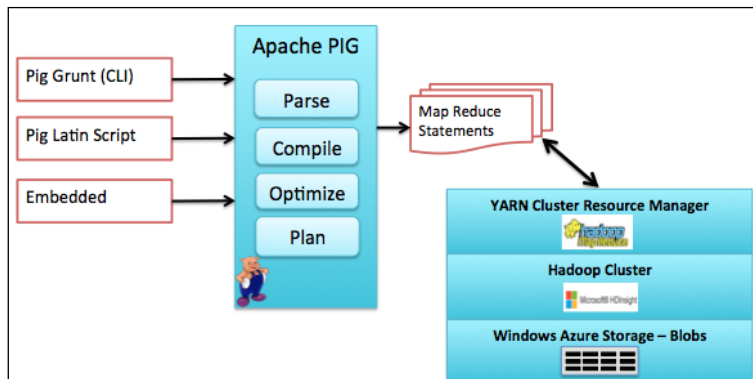 Apache PIG
Pig Grunt (CLI)
Pig Latin Script
Embedded
Parse
Compile
Optimize
Plan
Map Reduce
Statements
YARN Cluster Resource Manager
hadoop
MapReduce
Hadoop Cluster
Microsoft® HDInsight
Windows Azure Storage – Blobs